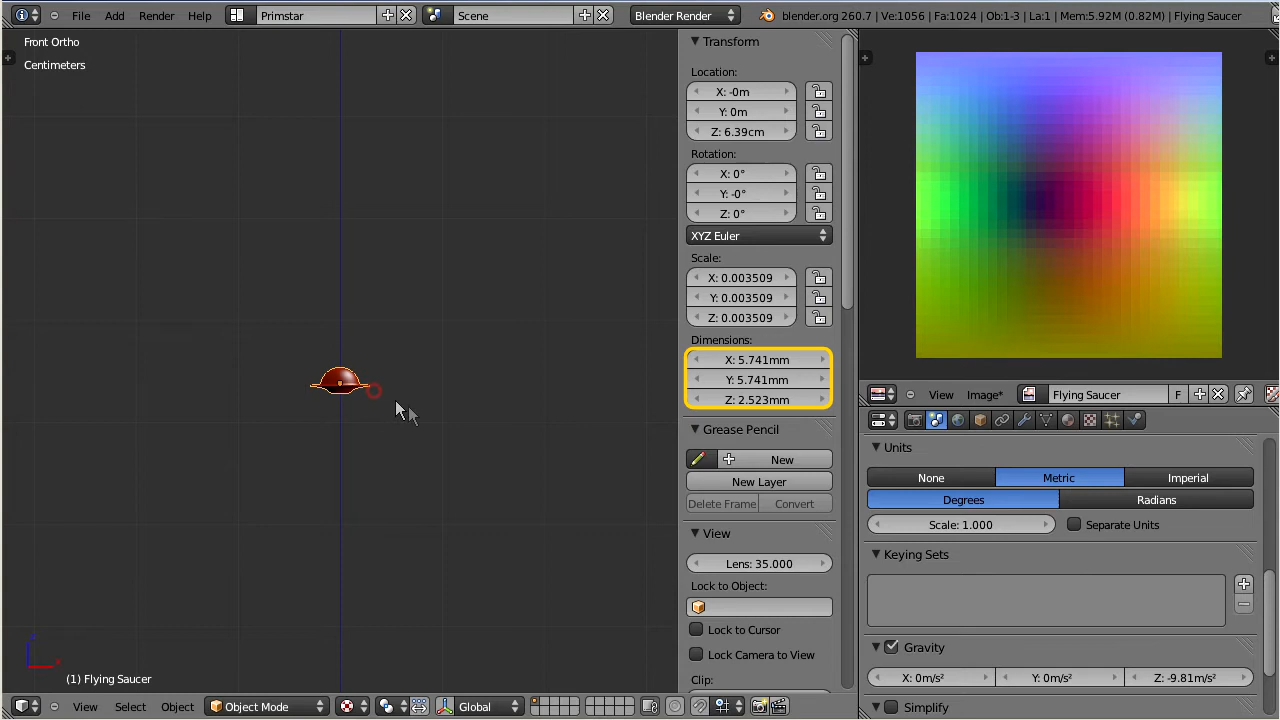 File Add Render Help Primstar Scene Blender Render blender.org 260.7 | Ve:1056 | Fa:1024 | Ob:1-3 | La:1 | Mem:5.92M (0.82M) | Flying Saucer
Front Ortho
Centimeters
(1) Flying Saucer
View Select Object Object Mode Global
Transform
Location:
X: -0m
Y: 0m
Z: 6.39cm
Rotation:
X: 0°
Y: -0°
Z: 0°
XYZ Euler
Scale:
X: 0.003509
Y: 0.003509
Z: 0.003509
Dimensions:
X: 5.741mm
Y: 5.741mm
Z: 2.523mm
Grease Pencil
New
New Layer
Delete Frame Convert
View
Lens: 35.000
Lock to Object:
Lock to Cursor
Lock Camera to View
Clip:
View Image* Flying Saucer F
Units
None Metric Imperial
Degrees Radians
Scale: 1.000 Separate Units
Keying Sets
Gravity
X: 0m/s² Y: 0m/s² Z: -9.81m/s²
Simplify